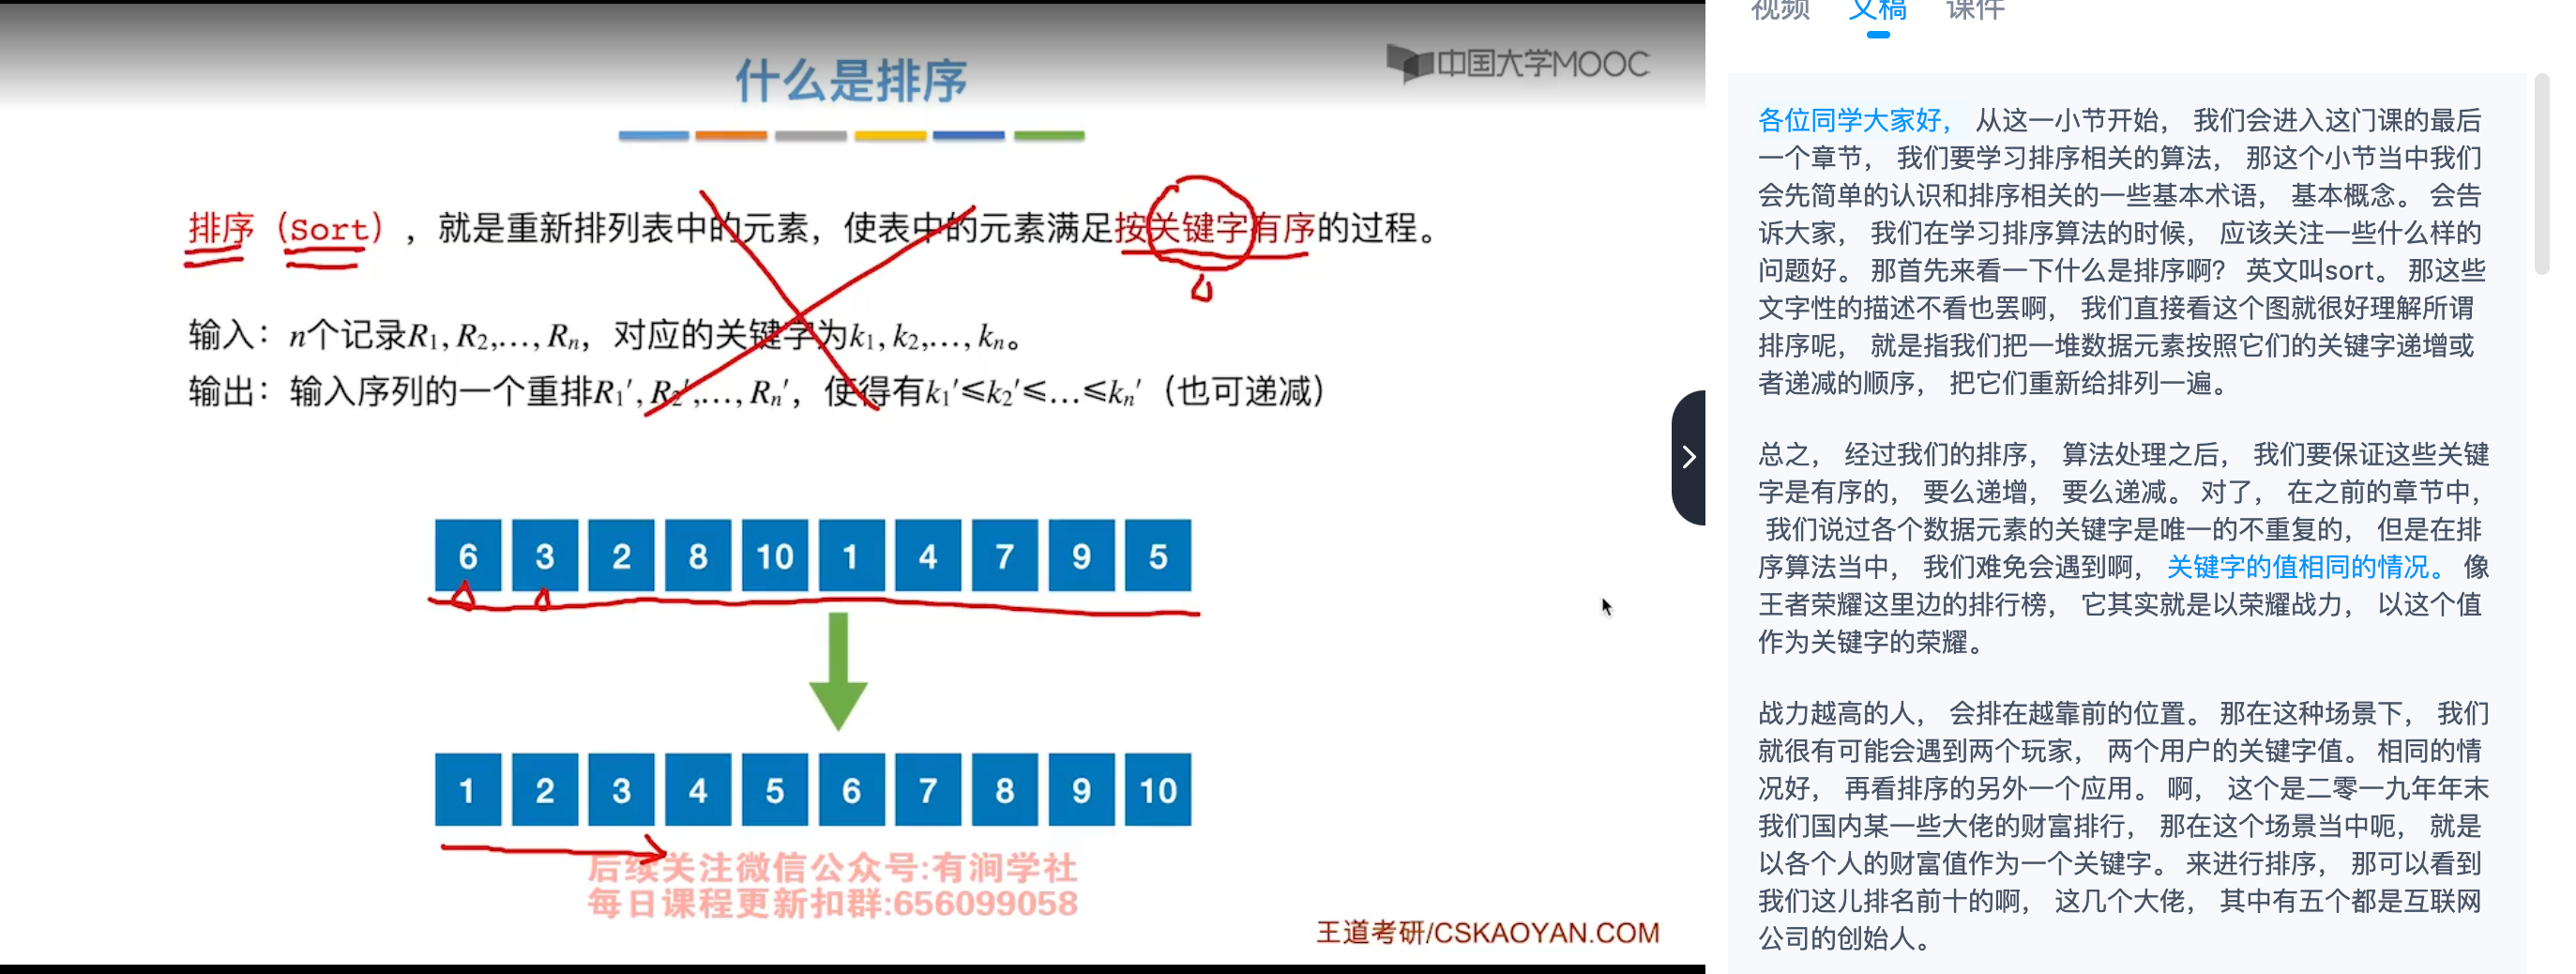 什么是排序
中国大学MOOC
排序（Sort），就是重新排列表中的元素，使表中的元素满足按关键字有序的过程。
输入：n个记录R1, R2,…, Rn，对应的关键字为k1, k2,…, kn。
输出：输入序列的一个重排R1′, R2′,…, Rn′，使得有k1′≤k2′≤…≤kn′（也可递减）
6 3 2 8 10 1 4 7 9 5
1 2 3 4 5 6 7 8 9 10
后续关注微信公众号:有涧学社
每日课程更新扣群:656099058
王道考研/CSKAOYAN.COM
视频 文稿 课件
各位同学大家好， 从这一小节开始， 我们会进入这门课的最后
一个章节， 我们要学习排序相关的算法， 那这个小节当中我们
会先简单的认识和排序相关的一些基本术语， 基本概念。 会告
诉大家， 我们在学习排序算法的时候， 应该关注一些什么样的
问题好。 那首先来看一下什么是排序啊？ 英文叫sort。 那这些
文字性的描述不看也罢啊， 我们直接看这个图就很好理解所谓
排序呢， 就是指我们把一堆数据元素按照它们的关键字递增或
者递减的顺序， 把它们重新给排列一遍。
总之， 经过我们的排序， 算法处理之后， 我们要保证这些关键
字是有序的， 要么递增， 要么递减。 对了， 在之前的章节中，
我们说过各个数据元素的关键字是唯一的不重复的， 但是在排
序算法当中， 我们难免会遇到啊， 关键字的值相同的情况。 像
王者荣耀这里边的排行榜， 它其实就是以荣耀战力， 以这个值
作为关键字的荣耀。
战力越高的人， 会排在越靠前的位置。 那在这种场景下， 我们
就很有可能会遇到两个玩家， 两个用户的关键字值。 相同的情
况好， 再看排序的另外一个应用。 啊， 这个是二零一九年年末
我们国内某一些大佬的财富排行， 那在这个场景当中呃， 就是
以各个人的财富值作为一个关键字。 来进行排序， 那可以看到
我们这儿排名前十的啊， 这几个大佬， 其中有五个都是互联网
公司的创始人。